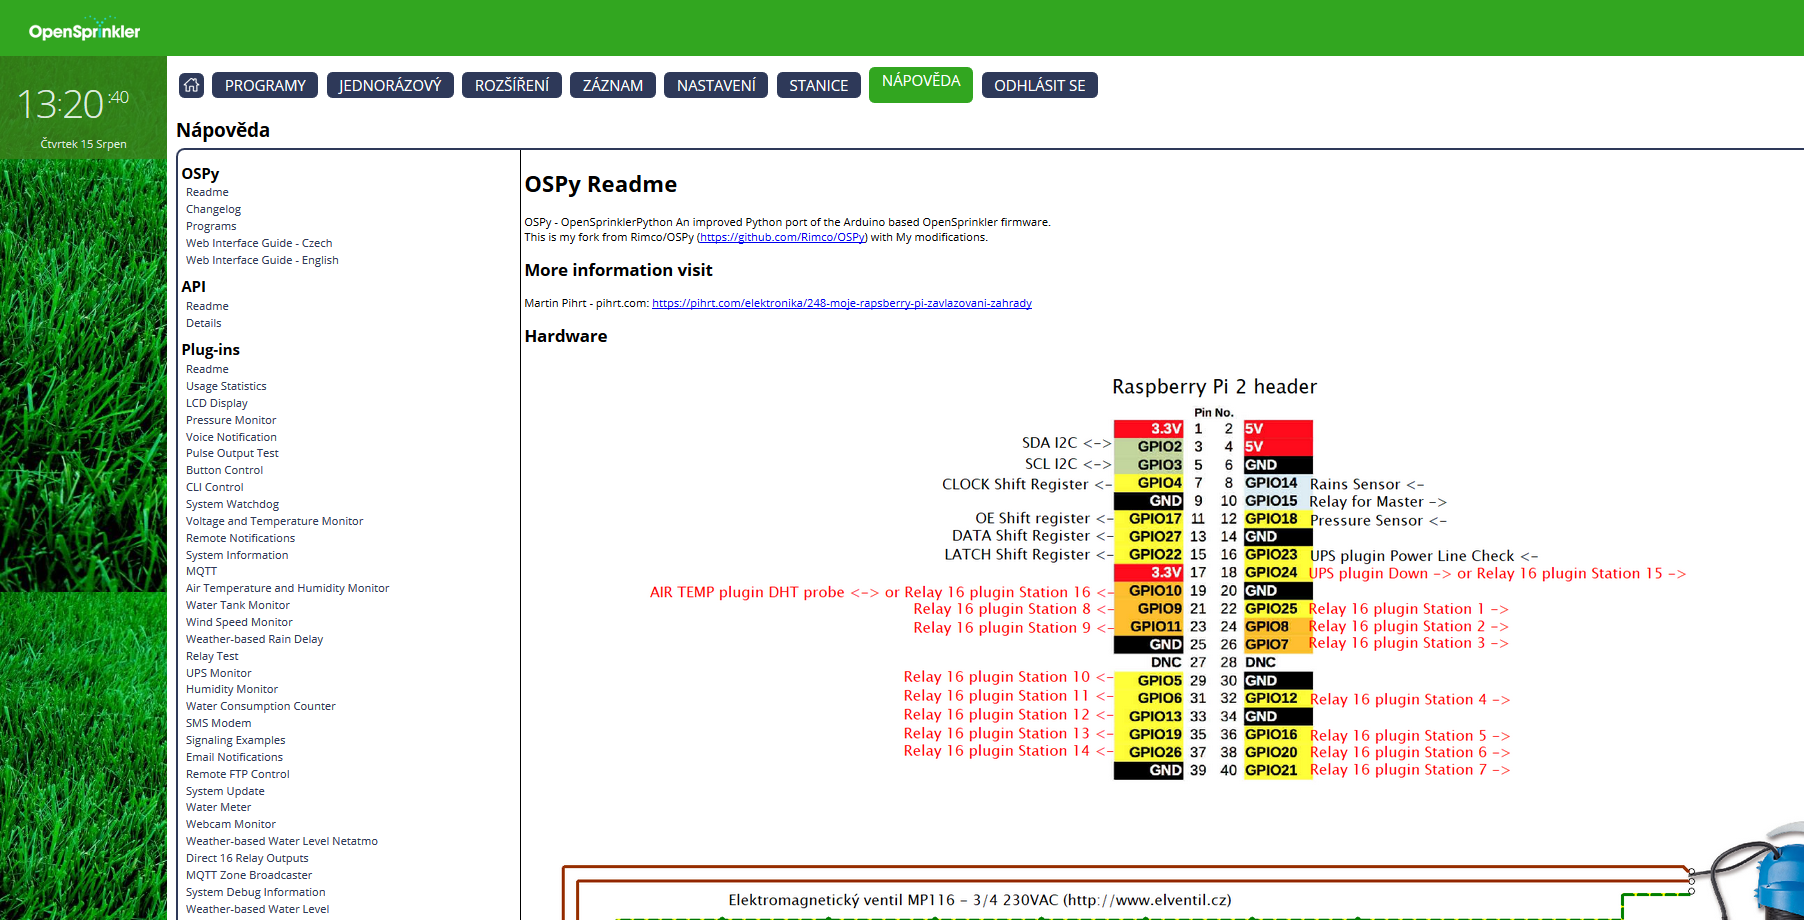 OpenSprinkler
13:20 :40
Čtvrtek 15 Srpen
PROGRAMY JEDNORÁZOVÝ ROZŠÍŘENÍ ZÁZNAM NASTAVENÍ STANICE NÁPOVĚDA ODHLÁSIT SE
Nápověda
OSPy
Readme
Changelog
Programs
Web Interface Guide - Czech
Web Interface Guide - English
API
Readme
Details
Plug-ins
Readme
Usage Statistics
LCD Display
Pressure Monitor
Voice Notification
Pulse Output Test
Button Control
CLI Control
System Watchdog
Voltage and Temperature Monitor
Remote Notifications
System Information
MQTT
Air Temperature and Humidity Monitor
Water Tank Monitor
Wind Speed Monitor
Weather-based Rain Delay
Relay Test
UPS Monitor
Humidity Monitor
Water Consumption Counter
SMS Modem
Signaling Examples
Email Notifications
Remote FTP Control
System Update
Water Meter
Webcam Monitor
Weather-based Water Level Netatmo
Direct 16 Relay Outputs
MQTT Zone Broadcaster
System Debug Information
Weather-based Water Level
OSPy Readme
OSPy - OpenSprinklerPython An improved Python port of the Arduino based OpenSprinkler firmware.
This is my fork from Rimco/OSPy (https://github.com/Rimco/OSPy) with My modifications.
More information visit
Martin Pihrt - pihrt.com: https://pihrt.com/elektronika/248-moje-rapsberry-pi-zavlazovani-zahrady
Hardware
Raspberry Pi 2 header
Pin No.
3.3V 1 2 5V
SDA I2C <-> GPIO2 3 4 5V
SCL I2C <-> GPIO3 5 6 GND
CLOCK Shift Register <- GPIO4 7 8 GPIO14 Rains Sensor <-
GND 9 10 GPIO15 Relay for Master ->
OE Shift register <- GPIO17 11 12 GPIO18 Pressure Sensor <-
DATA Shift Register <- GPIO27 13 14 GND
LATCH Shift Register <- GPIO22 15 16 GPIO23 UPS plugin Power Line Check <-
3.3V 17 18 GPIO24 UPS plugin Down -> or Relay 16 plugin Station 15 ->
AIR TEMP plugin DHT probe <-> or Relay 16 plugin Station 16 <- GPIO10 19 20 GND
Relay 16 plugin Station 8 <- GPIO9 21 22 GPIO25 Relay 16 plugin Station 1 ->
Relay 16 plugin Station 9 <- GPIO11 23 24 GPIO8 Relay 16 plugin Station 2 ->
GND 25 26 GPIO7 Relay 16 plugin Station 3 ->
DNC 27 28 DNC
Relay 16 plugin Station 10 <- GPIO5 29 30 GND
Relay 16 plugin Station 11 <- GPIO6 31 32 GPIO12 Relay 16 plugin Station 4 ->
Relay 16 plugin Station 12 <- GPIO13 33 34 GND
Relay 16 plugin Station 13 <- GPIO19 35 36 GPIO16 Relay 16 plugin Station 5 ->
Relay 16 plugin Station 14 <- GPIO26 37 38 GPIO20 Relay 16 plugin Station 6 ->
GND 39 40 GPIO21 Relay 16 plugin Station 7 ->
Elektromagnetický ventil MP116 - 3/4 230VAC (http://www.elventil.cz)